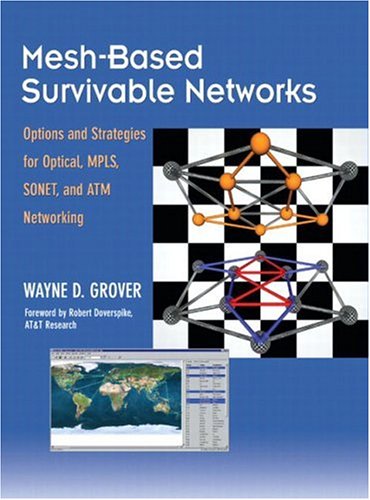 Mesh-Based
Survivable Networks
Options and Strategies
for Optical, MPLS,
SONET, and ATM
Networking
WAYNE D. GROVER
Foreword by Robert Doverspike,
AT&T Research